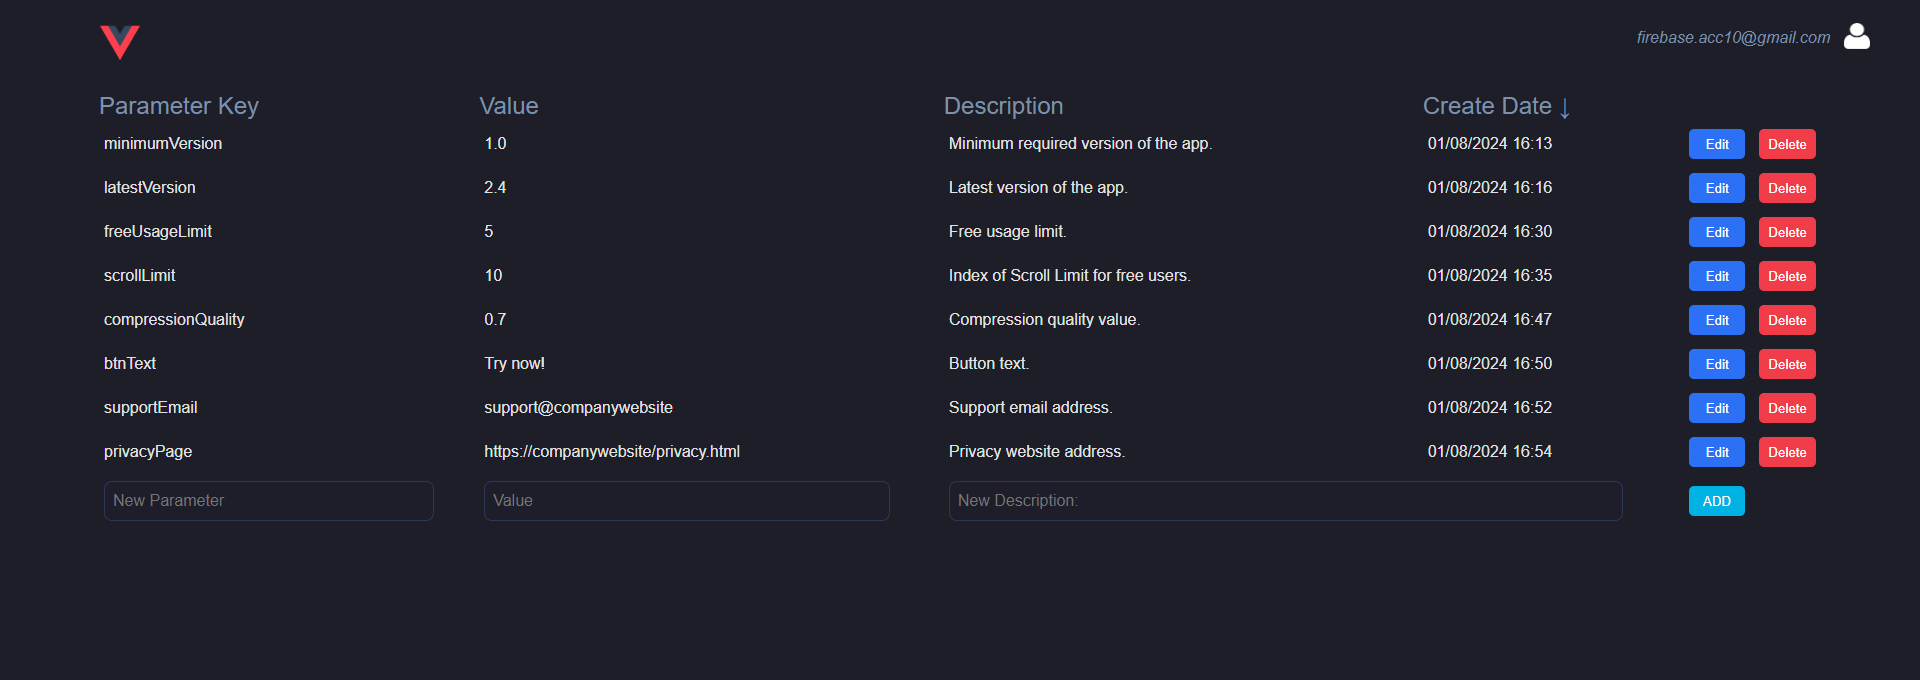 firebase.acc10@gmail.com
Parameter Key Value Description Create Date ↓
minimumVersion 1.0 Minimum required version of the app. 01/08/2024 16:13 Edit Delete
latestVersion 2.4 Latest version of the app. 01/08/2024 16:16 Edit Delete
freeUsageLimit 5 Free usage limit. 01/08/2024 16:30 Edit Delete
scrollLimit 10 Index of Scroll Limit for free users. 01/08/2024 16:35 Edit Delete
compressionQuality 0.7 Compression quality value. 01/08/2024 16:47 Edit Delete
btnText Try now! Button text. 01/08/2024 16:50 Edit Delete
supportEmail support@companywebsite Support email address. 01/08/2024 16:52 Edit Delete
privacyPage https://companywebsite/privacy.html Privacy website address. 01/08/2024 16:54 Edit Delete
New Parameter Value New Description: ADD